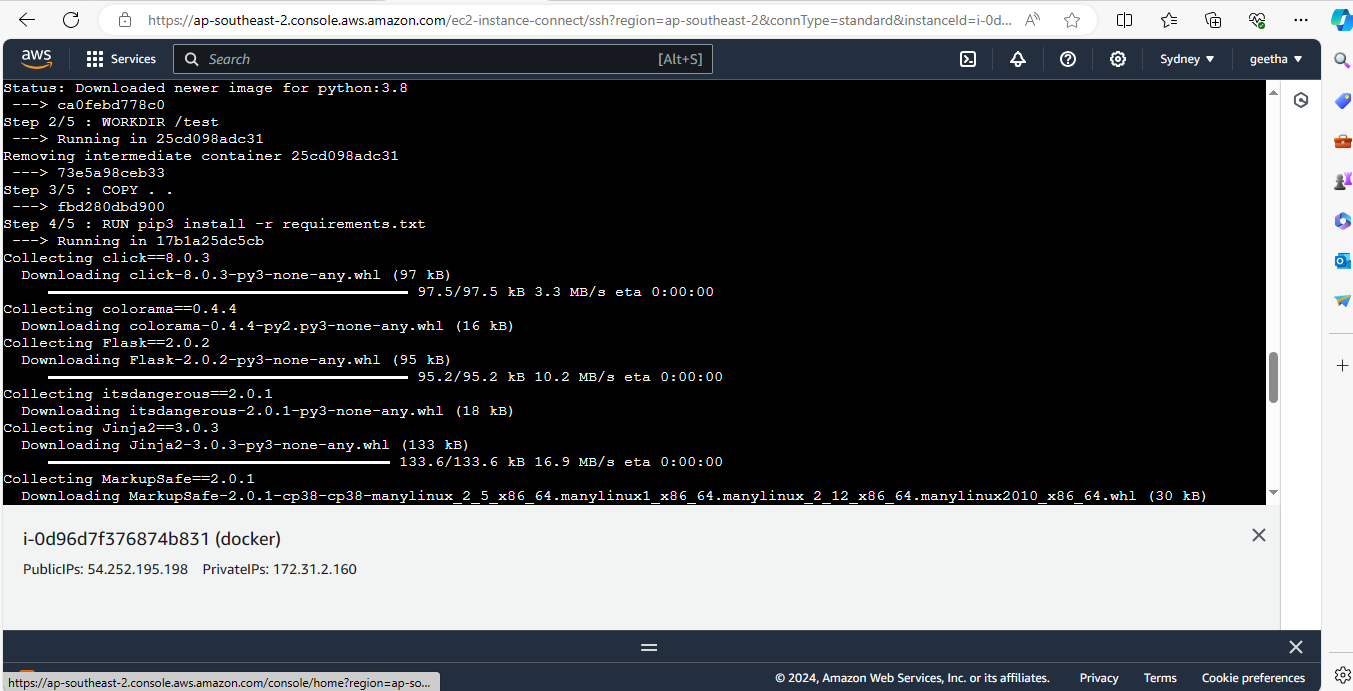 https://ap-southeast-2.console.aws.amazon.com/ec2-instance-connect/ssh?region=ap-southeast-2&connType=standard&instanceId=i-0d...
aws
Services
Search
[Alt+S]
Sydney
geetha
Status: Downloaded newer image for python:3.8
 ---> ca0febd778c0
Step 2/5 : WORKDIR /test
 ---> Running in 25cd098adc31
Removing intermediate container 25cd098adc31
 ---> 73e5a98ceb33
Step 3/5 : COPY . .
 ---> fbd280dbd900
Step 4/5 : RUN pip3 install -r requirements.txt
 ---> Running in 17b1a25dc5cb
Collecting click==8.0.3
  Downloading click-8.0.3-py3-none-any.whl (97 kB)
97.5/97.5 kB 3.3 MB/s eta 0:00:00
Collecting colorama==0.4.4
  Downloading colorama-0.4.4-py2.py3-none-any.whl (16 kB)
Collecting Flask==2.0.2
  Downloading Flask-2.0.2-py3-none-any.whl (95 kB)
95.2/95.2 kB 10.2 MB/s eta 0:00:00
Collecting itsdangerous==2.0.1
  Downloading itsdangerous-2.0.1-py3-none-any.whl (18 kB)
Collecting Jinja2==3.0.3
  Downloading Jinja2-3.0.3-py3-none-any.whl (133 kB)
133.6/133.6 kB 16.9 MB/s eta 0:00:00
Collecting MarkupSafe==2.0.1
  Downloading MarkupSafe-2.0.1-cp38-cp38-manylinux_2_5_x86_64.manylinux1_x86_64.manylinux_2_12_x86_64.manylinux2010_x86_64.whl (30 kB)
i-0d96d7f376874b831 (docker)
PublicIPs: 54.252.195.198 PrivateIPs: 172.31.2.160
https://ap-southeast-2.console.aws.amazon.com/console/home?region=ap-so...
© 2024, Amazon Web Services, Inc. or its affiliates.
Privacy
Terms
Cookie preferences